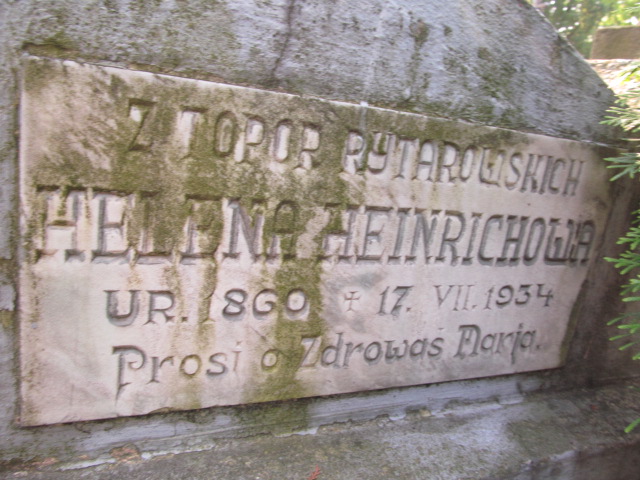 Z TOPOR RYTAROWSKICH
HELENA HEINRICHOWA
UR. 1860 + 17. VII. 1934
Prosi o Zdrowaś Marja.